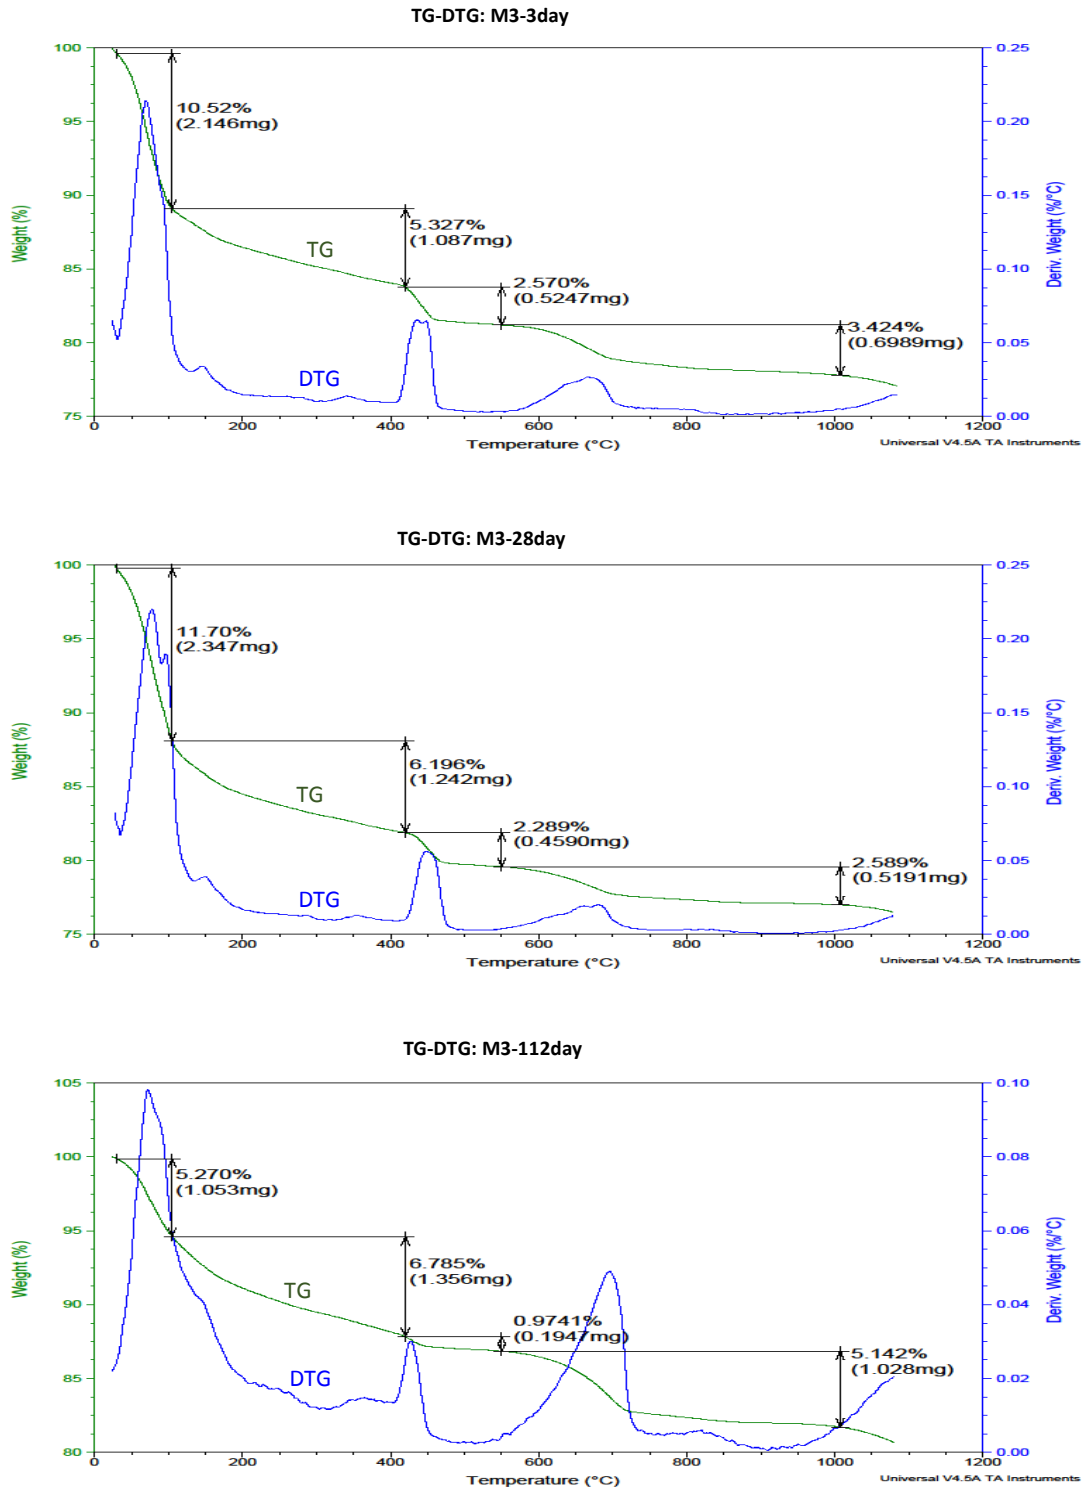 TG-DTG: M3-3day
100
95
90
85
80
75
Weight (%)
10.52%
(2.146mg)
5.327%
(1.087mg)
2.570%
(0.5247mg)
3.424%
(0.6989mg)
TG
DTG
0.25
0.20
0.15
0.10
0.05
0.00
Deriv. Weight (%/°C)
0 200 400 600 800 1000 1200
Temperature (°C)
Universal V4.5A TA Instruments
TG-DTG: M3-28day
100
95
90
85
80
75
Weight (%)
11.70%
(2.347mg)
6.196%
(1.242mg)
2.289%
(0.4590mg)
2.589%
(0.5191mg)
TG
DTG
0.25
0.20
0.15
0.10
0.05
0.00
Deriv. Weight (%/°C)
0 200 400 600 800 1000 1200
Temperature (°C)
Universal V4.5A TA Instruments
TG-DTG: M3-112day
105
100
95
90
85
80
Weight (%)
5.270%
(1.053mg)
6.785%
(1.356mg)
0.9741%
(0.1947mg)
5.142%
(1.028mg)
TG
DTG
0.10
0.08
0.06
0.04
0.02
0.00
Deriv. Weight (%/°C)
0 200 400 600 800 1000 1200
Temperature (°C)
Universal V4.5A TA Instruments